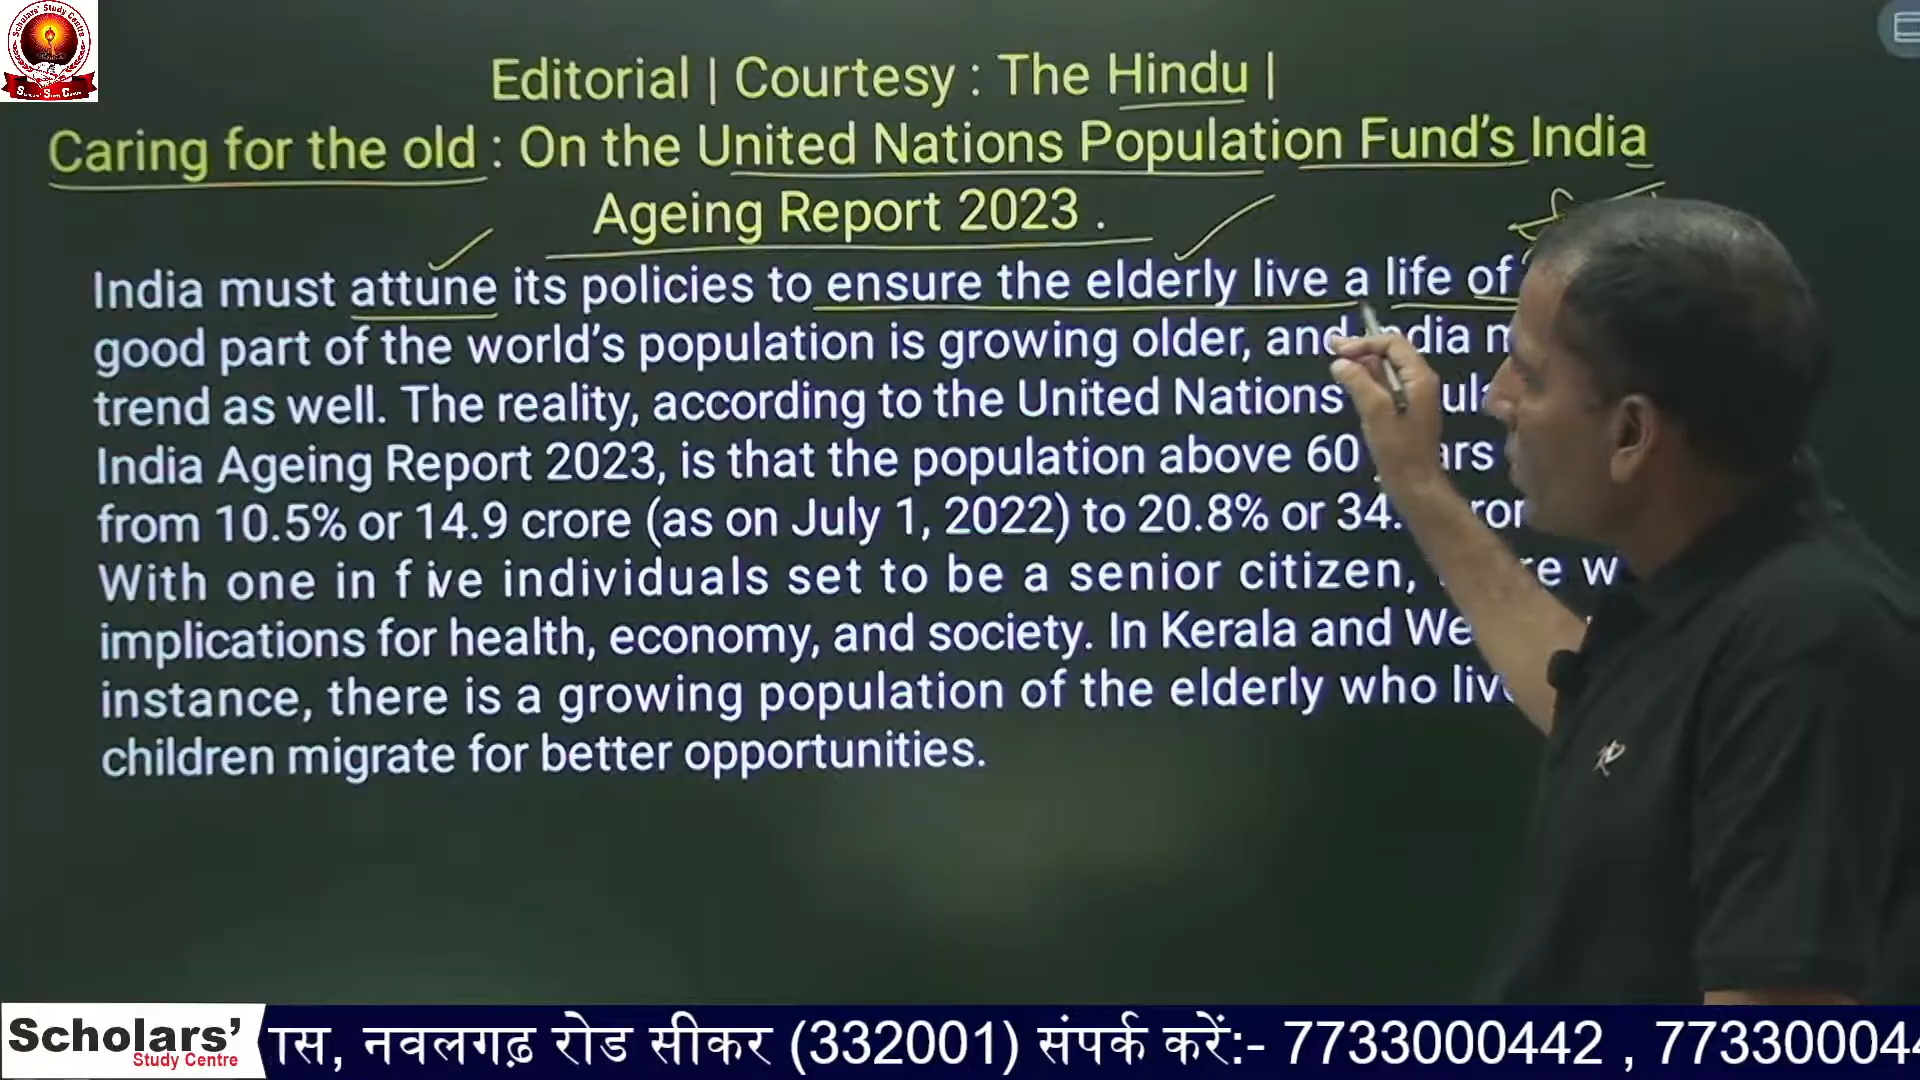 Scholars' Study Centre
Editorial | Courtesy : The Hindu |
Caring for the old : On the United Nations Population Fund's India
Ageing Report 2023 .
India must attune its policies to ensure the elderly live a life of
good part of the world's population is growing older, and India
trend as well. The reality, according to the United Nations
India Ageing Report 2023, is that the population above 60
from 10.5% or 14.9 crore (as on July 1, 2022) to 20.8% or
With one in five individuals set to be a senior citizen,
implications for health, economy, and society. In Kerala and
instance, there is a growing population of the elderly who
children migrate for better opportunities.
Scholars'
Study Centre
ास, नवलगढ़ रोड सीकर (332001) संपर्क करें:- 7733000442 , 773300044